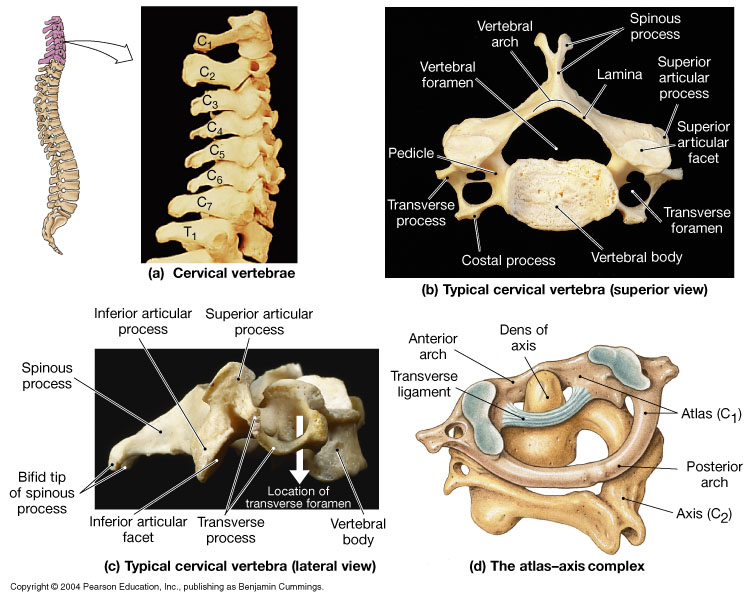 C1
C2
C3
C4
C5
C6
C7
T1
(a) Cervical vertebrae
Vertebral
arch
Spinous
process
Vertebral
foramen
Lamina
Superior
articular
process
Superior
articular
facet
Pedicle
Transverse
process
Transverse
foramen
Costal process
Vertebral body
(b) Typical cervical vertebra (superior view)
Inferior articular
process
Superior articular
process
Spinous
process
Bifid tip
of spinous
process
Inferior articular
facet
Transverse
process
Location of
transverse foramen
Vertebral
body
(c) Typical cervical vertebra (lateral view)
Dens of
axis
Anterior
arch
Transverse
ligament
Atlas (C1)
Posterior
arch
Axis (C2)
(d) The atlas–axis complex
Copyright © 2004 Pearson Education, Inc., publishing as Benjamin Cummings.